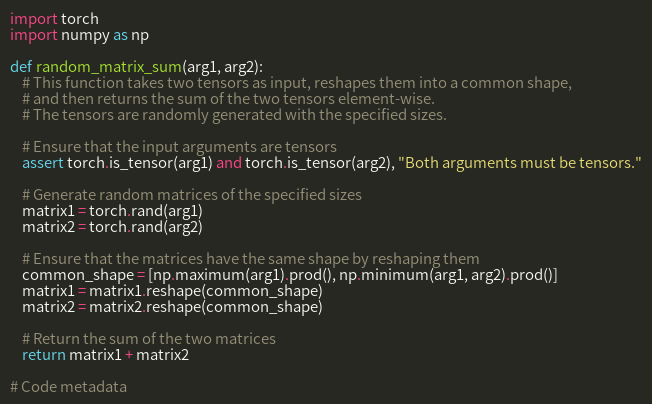 import torch
import numpy as np
def random_matrix_sum(arg1, arg2):
# This function takes two tensors as input, reshapes them into a common shape,
# and then returns the sum of the two tensors element-wise.
# The tensors are randomly generated with the specified sizes.
# Ensure that the input arguments are tensors
assert torch.is_tensor(arg1) and torch.is_tensor(arg2), "Both arguments must be tensors."
# Generate random matrices of the specified sizes
matrix1 = torch.rand(arg1)
matrix2 = torch.rand(arg2)
# Ensure that the matrices have the same shape by reshaping them
common_shape = [np.maximum(arg1).prod(), np.minimum(arg1, arg2).prod()]
matrix1 = matrix1.reshape(common_shape)
matrix2 = matrix2.reshape(common_shape)
# Return the sum of the two matrices
return matrix1 + matrix2
# Code metadata